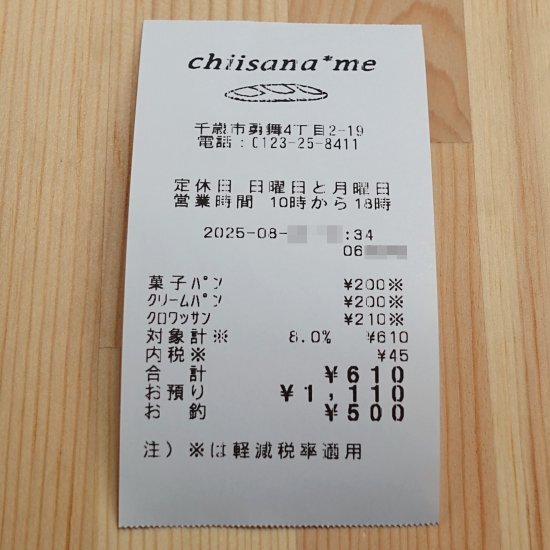 chiisana*me
千歳市勇舞4丁目2-19
電話:0123-25-8411
定休日 日曜日と月曜日
営業時間 10時から18時
2025-08- :34
06
菓子パン ¥200※
クリームパン ¥200※
クロワッサン ¥210※
対象計※ 8.0% ¥610
内税※ ¥45
合 計 ¥610
お預り ¥1,110
お 釣 ¥500
注)※は軽減税率適用